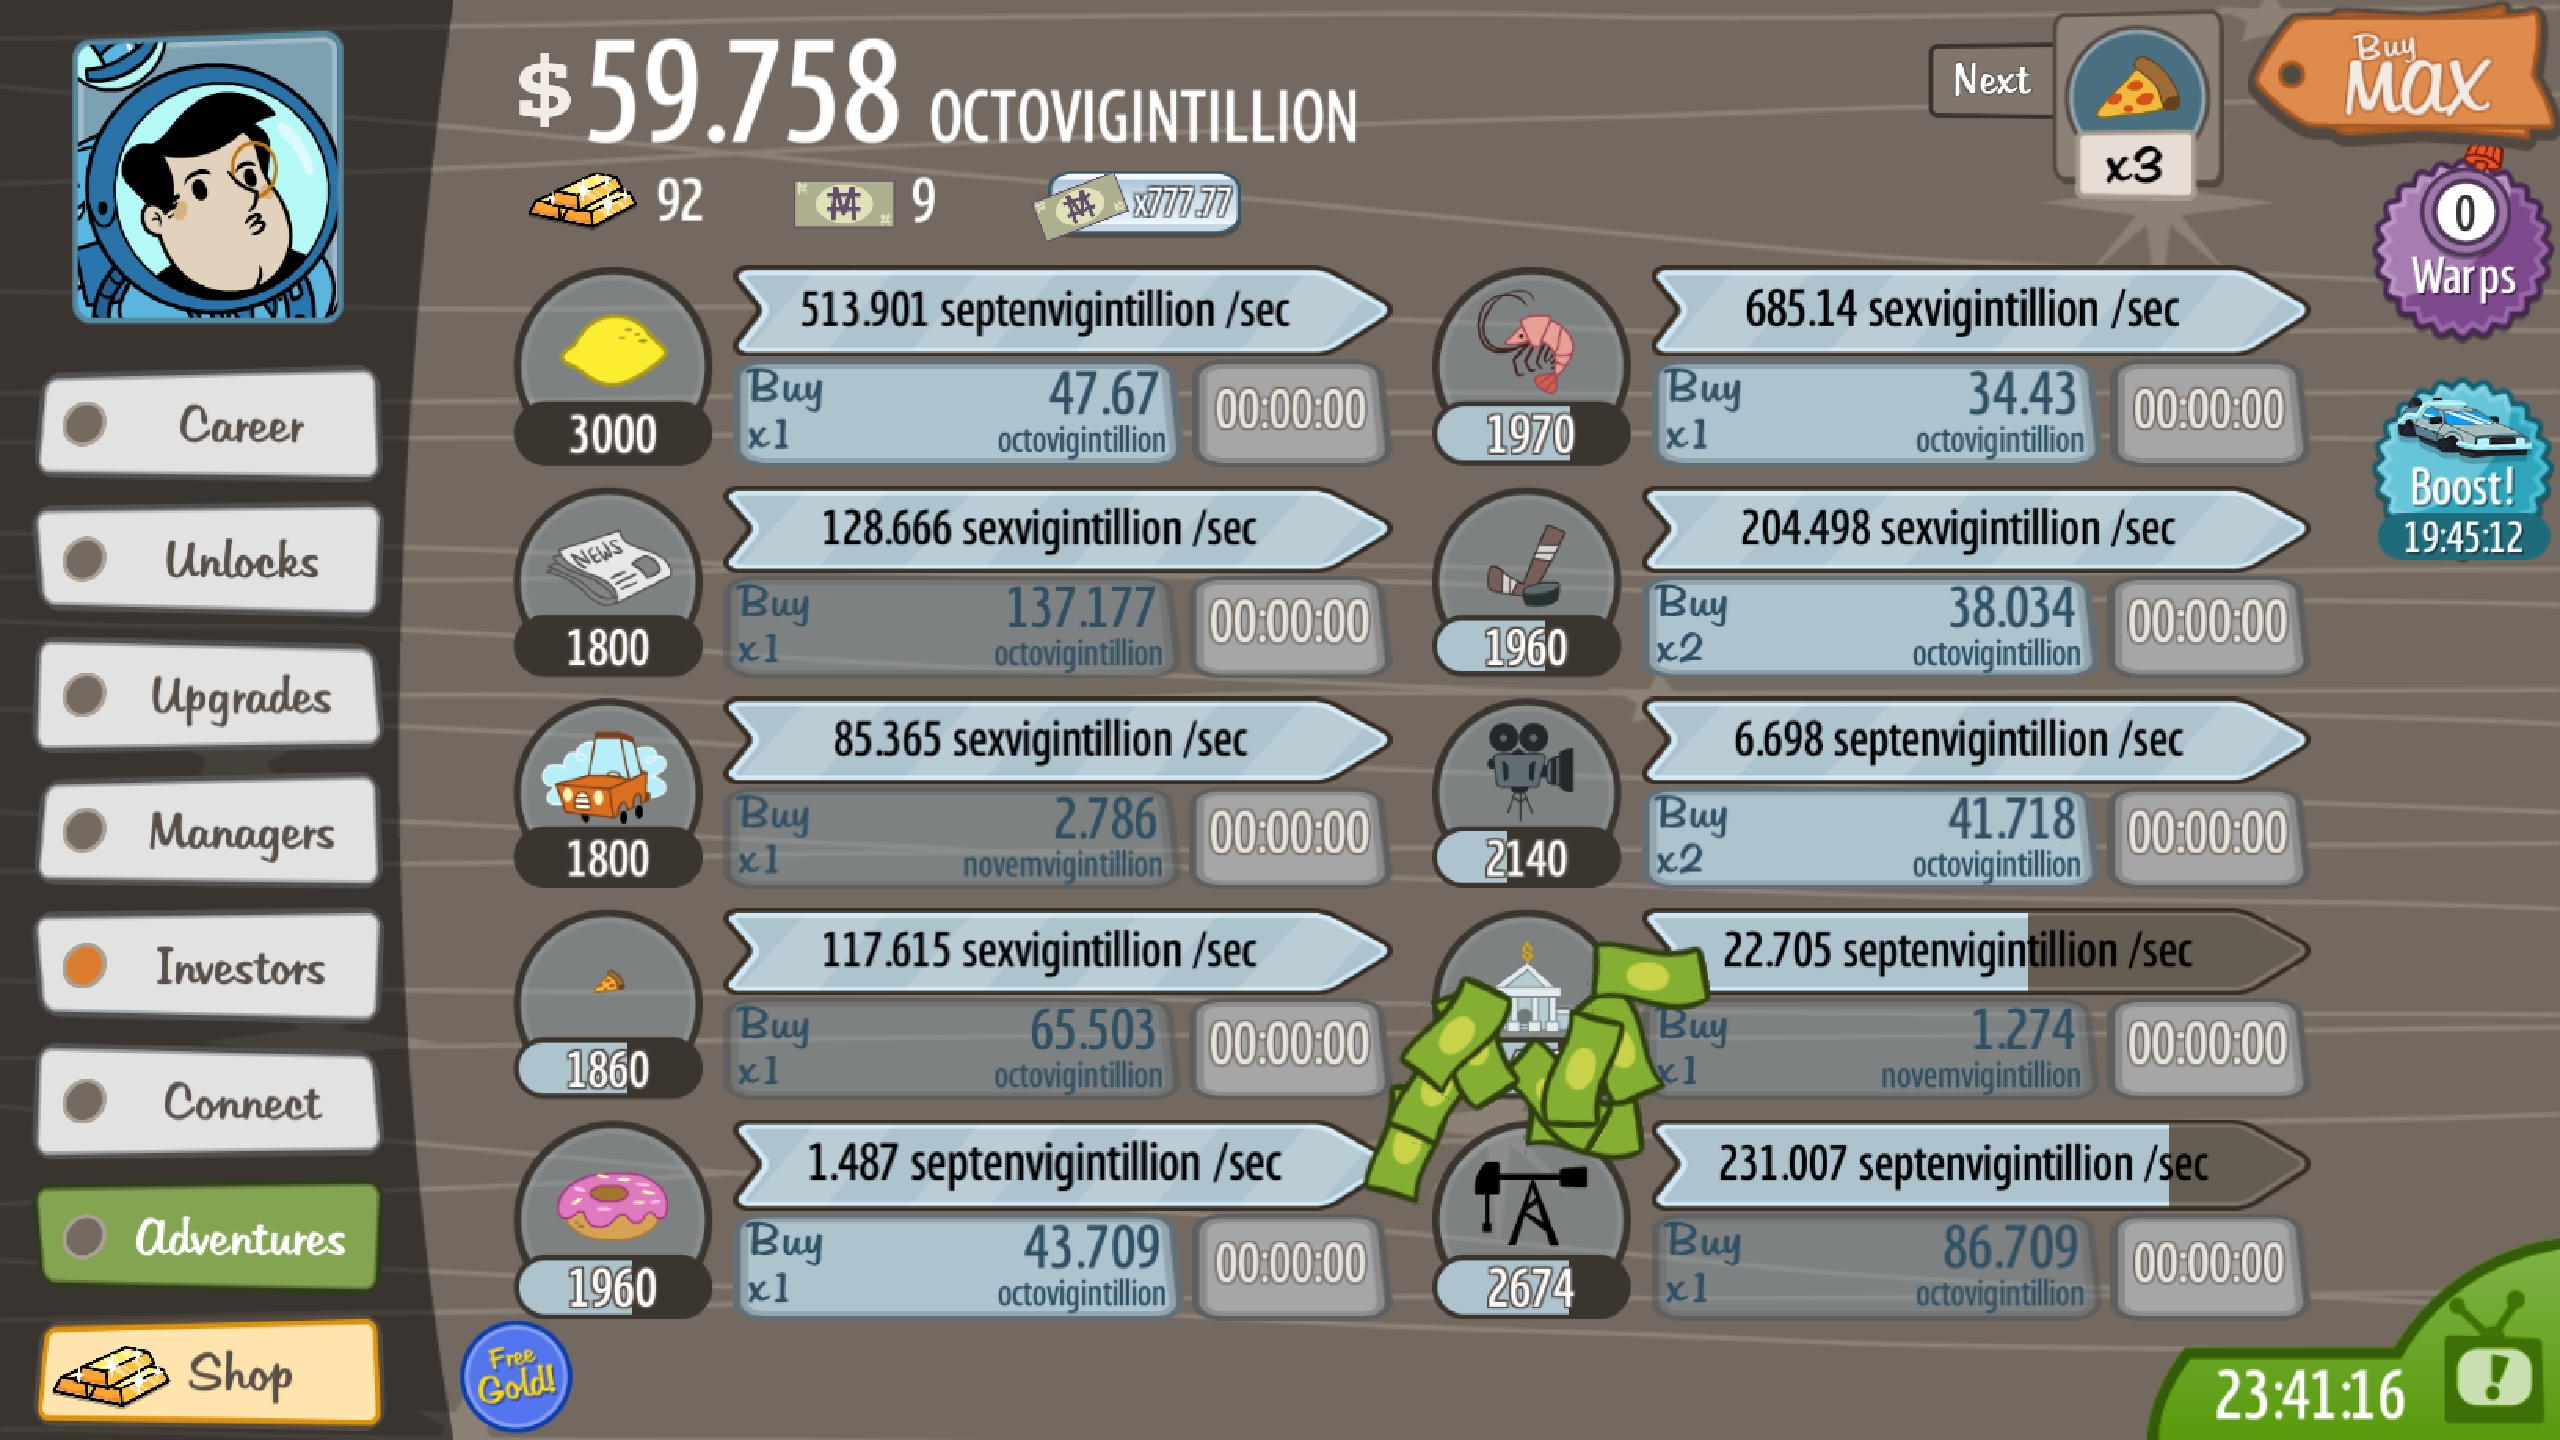 $59.758 OCTOVIGINTILLION
92
9
x777.77
Next
x3
Buy
MAX
0
Warps
Boost!
19:45:12
Career
Unlocks
Upgrades
Managers
Investors
Connect
Adventures
Shop
513.901 septenvigintillion /sec
3000
Buy
x1
47.67
octovigintillion
00:00:00
NEWS
128.666 sexvigintillion /sec
1800
Buy
x1
137.177
octovigintillion
00:00:00
85.365 sexvigintillion /sec
1800
Buy
x1
2.786
novemvigintillion
00:00:00
117.615 sexvigintillion /sec
1860
Buy
x1
65.503
octovigintillion
00:00:00
1.487 septenvigintillion /sec
1960
Buy
x1
43.709
octovigintillion
00:00:00
685.14 sexvigintillion /sec
1970
Buy
x1
34.43
octovigintillion
00:00:00
204.498 sexvigintillion /sec
1960
Buy
x2
38.034
octovigintillion
00:00:00
6.698 septenvigintillion /sec
2140
Buy
x2
41.718
octovigintillion
00:00:00
$
22.705 septenvigintillion /sec
Buy
x1
1.274
novemvigintillion
00:00:00
231.007 septenvigintillion /sec
2674
Buy
x1
86.709
octovigintillion
00:00:00
Free
Gold!
23:41:16
!